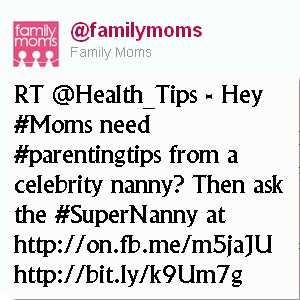 family
moms
@familymoms
Family Moms
RT @Health_Tips - Hey
#Moms need
#parentingtips from a
celebrity nanny? Then ask
the #SuperNanny at
http://on.fb.me/m5jaJU
http://bit.ly/k9Um7g